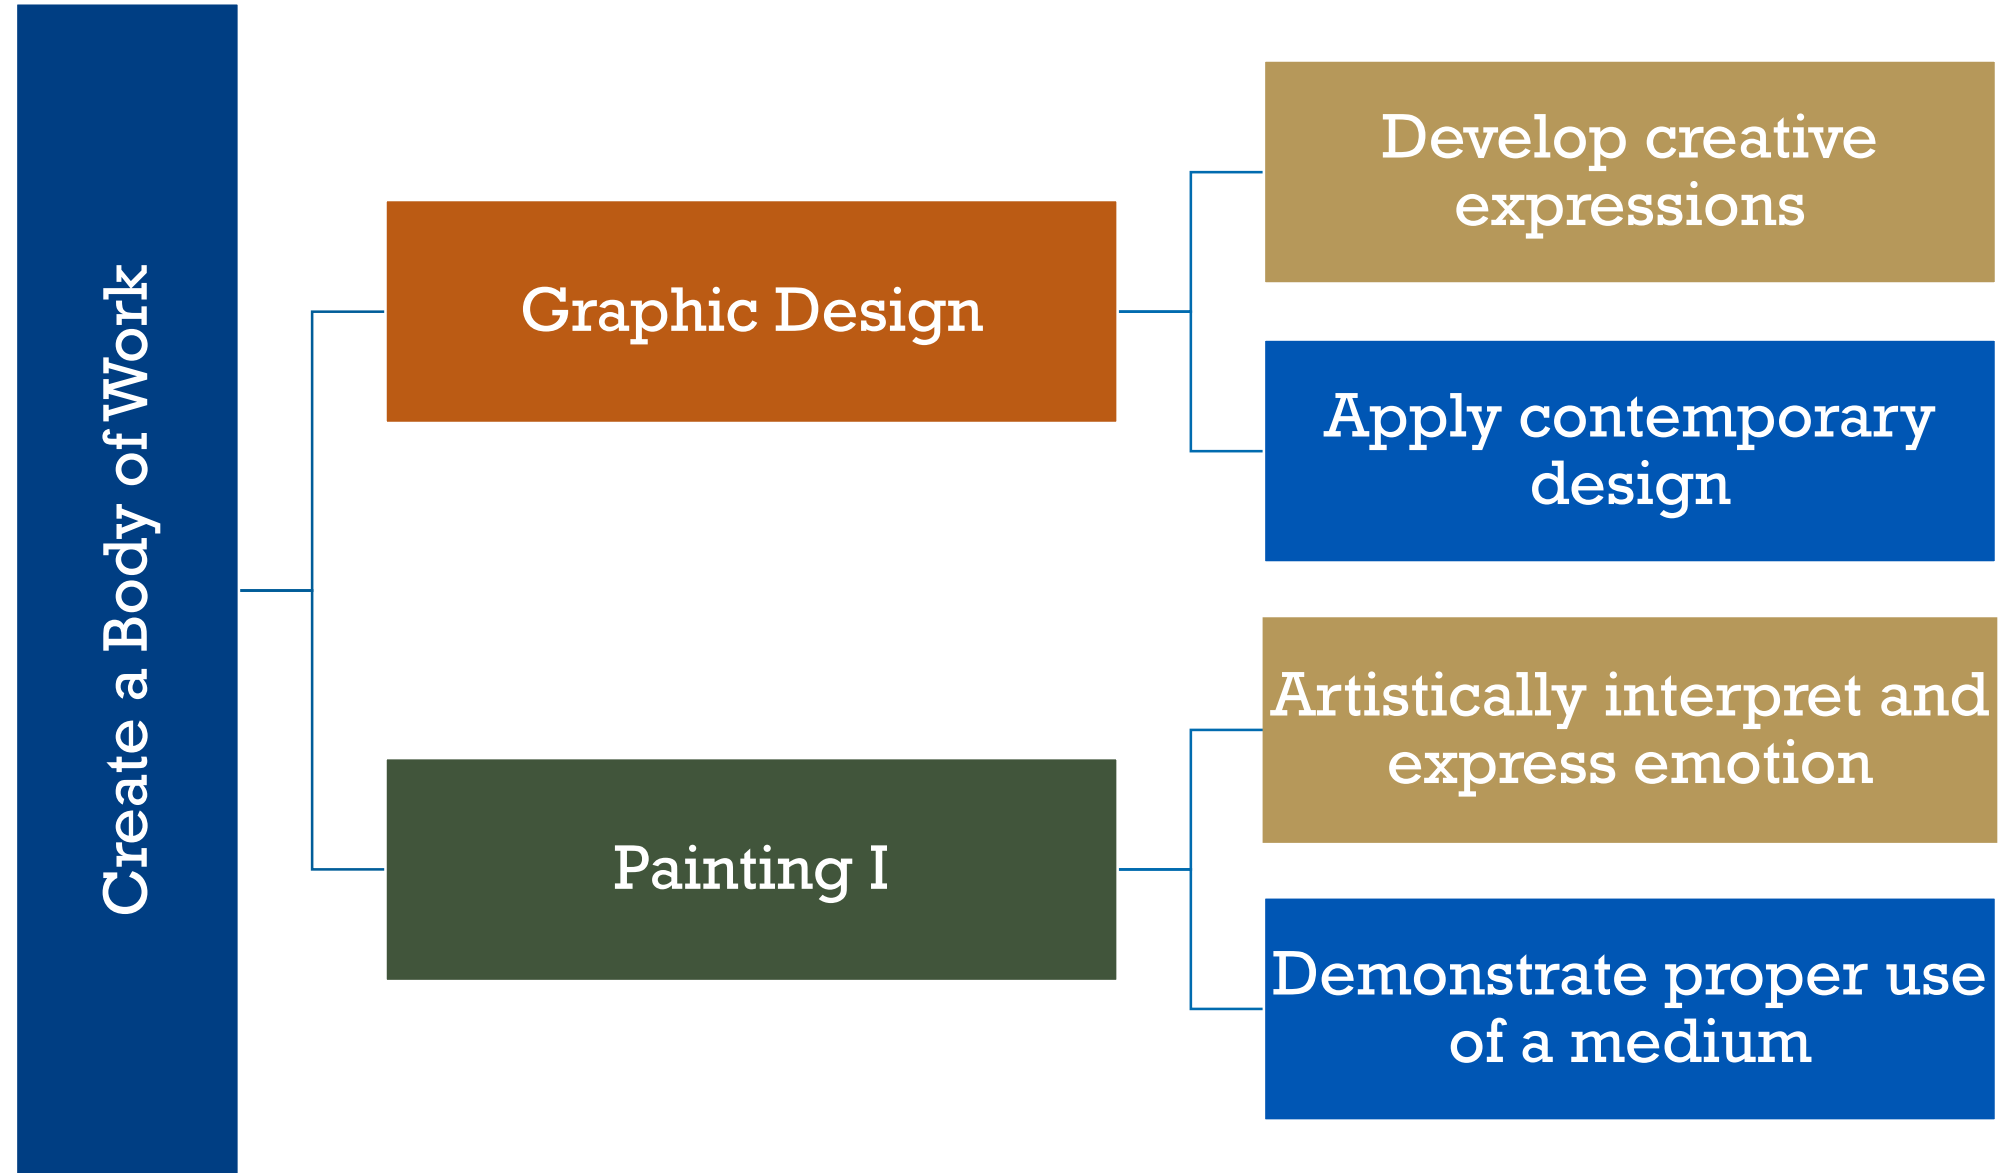 Create a Body of Work
Graphic Design
Develop creative
expressions
Apply contemporary
design
Painting I
Artistically interpret and
express emotion
Demonstrate proper use
of a medium